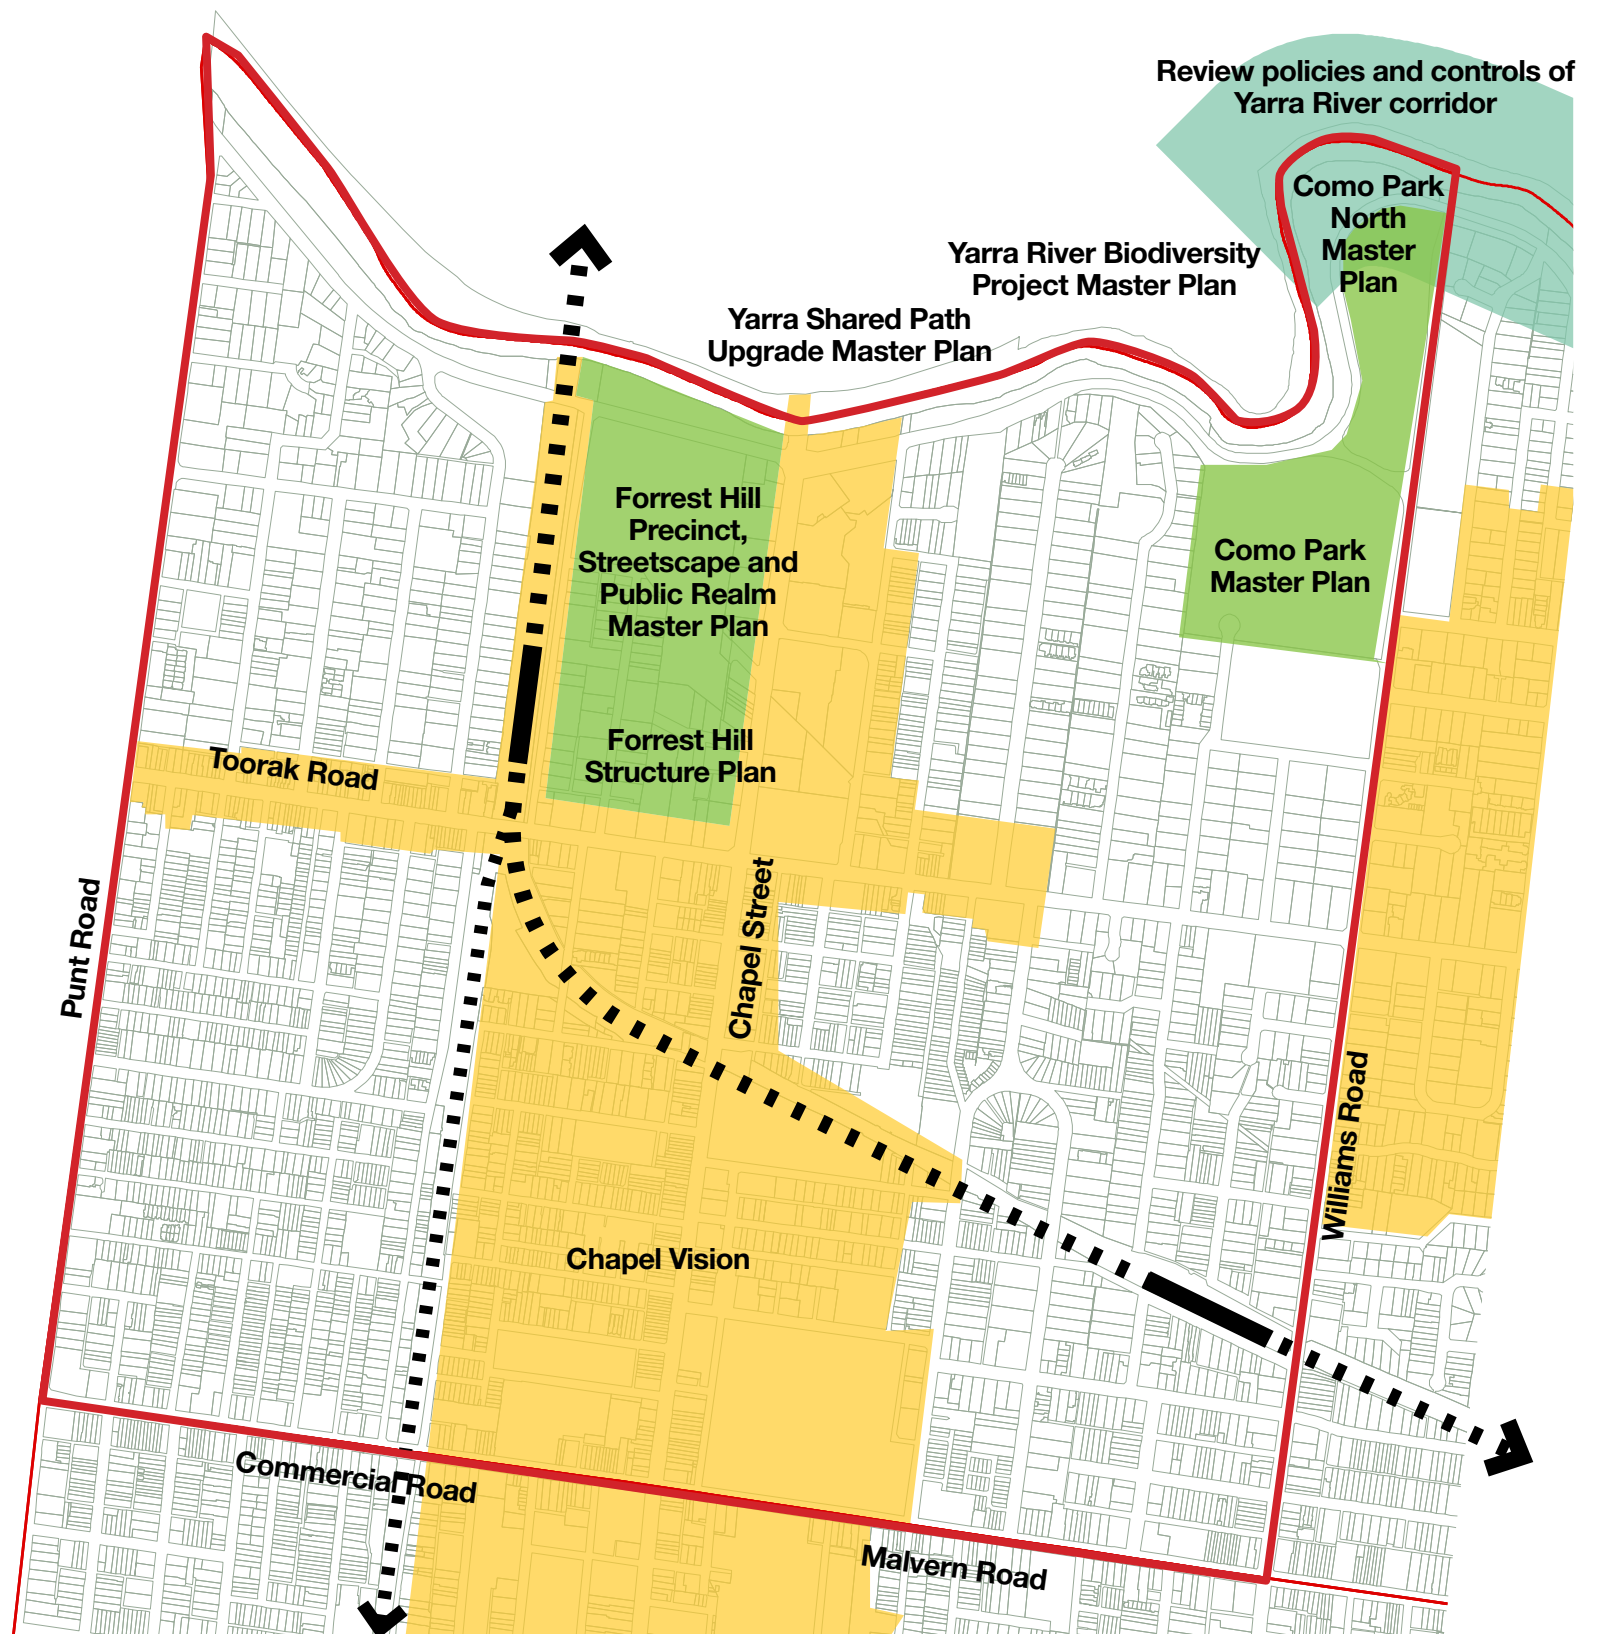 Review policies and controls of
Yarra River corridor
Como Park
North
Master
Plan
Yarra River Biodiversity
Project Master Plan
Yarra Shared Path
Upgrade Master Plan
Forrest Hill
Precinct,
Streetscape and
Public Realm
Master Plan
Como Park
Master Plan
Forrest Hill
Structure Plan
Toorak Road
Punt Road
Chapel Street
Williams Road
Chapel Vision
Commercial Road
Malvern Road